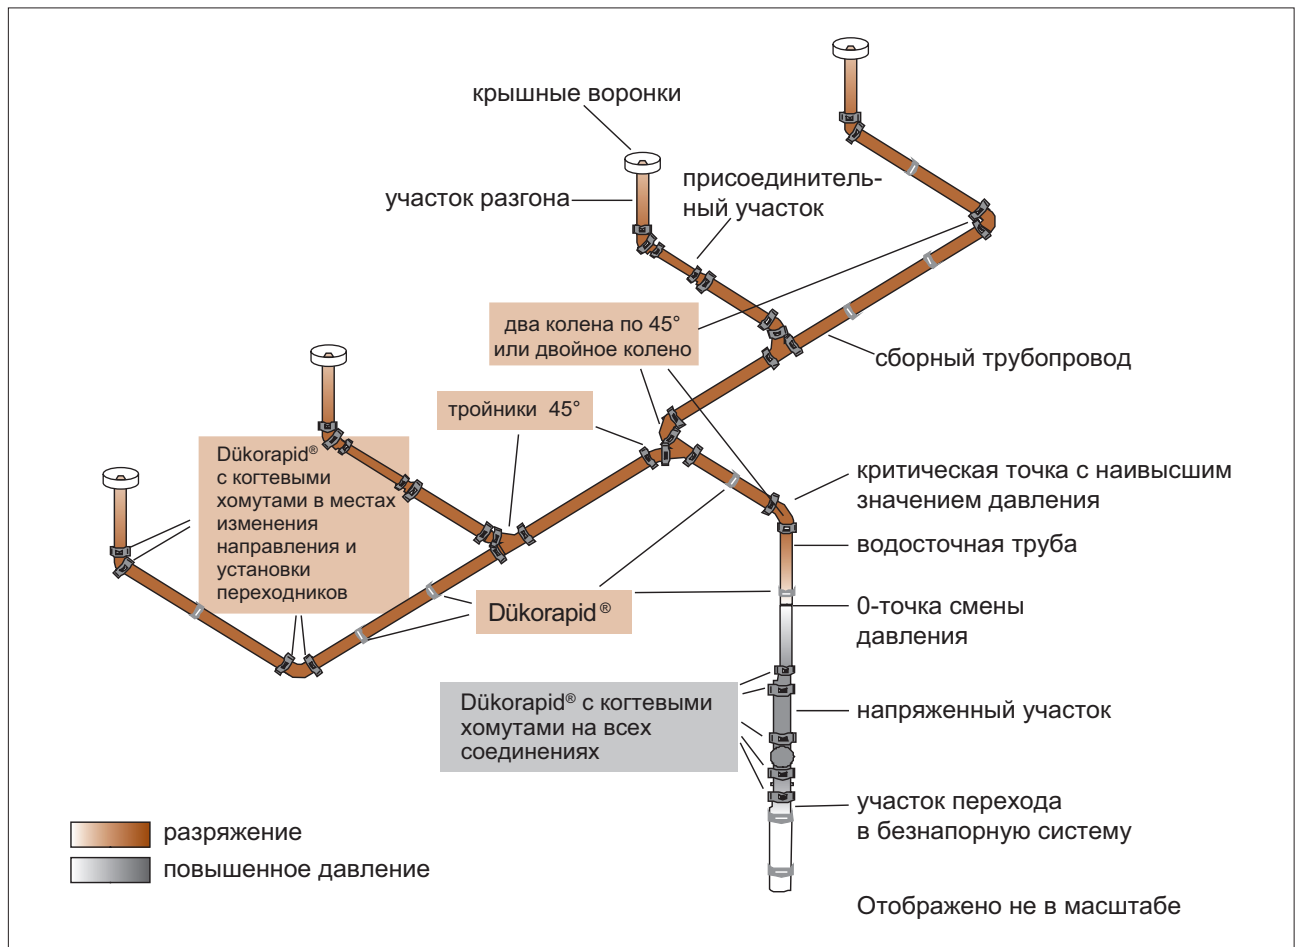 крышные воронки
участок разгона
присоединитель-
ный участок
два колена по 45°
или двойное колено
сборный трубопровод
тройники 45°
Dükorapid®
с когтевыми
хомутами в местах
изменения
направления и
установки
переходников
критическая точка с наивысшим
значением давления
водосточная труба
Dükorapid®
0-точка смены
давления
Dükorapid® с когтевыми
хомутами на всех
соединениях
напряженный участок
участок перехода
в безнапорную систему
разряжение
повышенное давление
Отображено не в масштабе